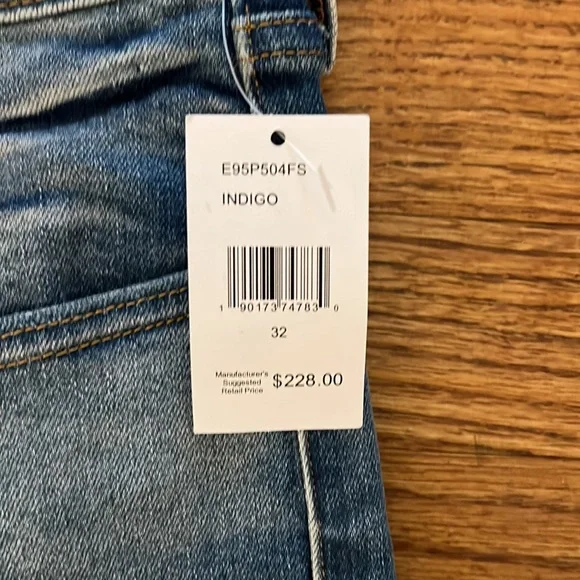 E95P504FS
INDIGO
1 90173 74783 0
32
Manufacturer's
Suggested
Retail Price $228.00